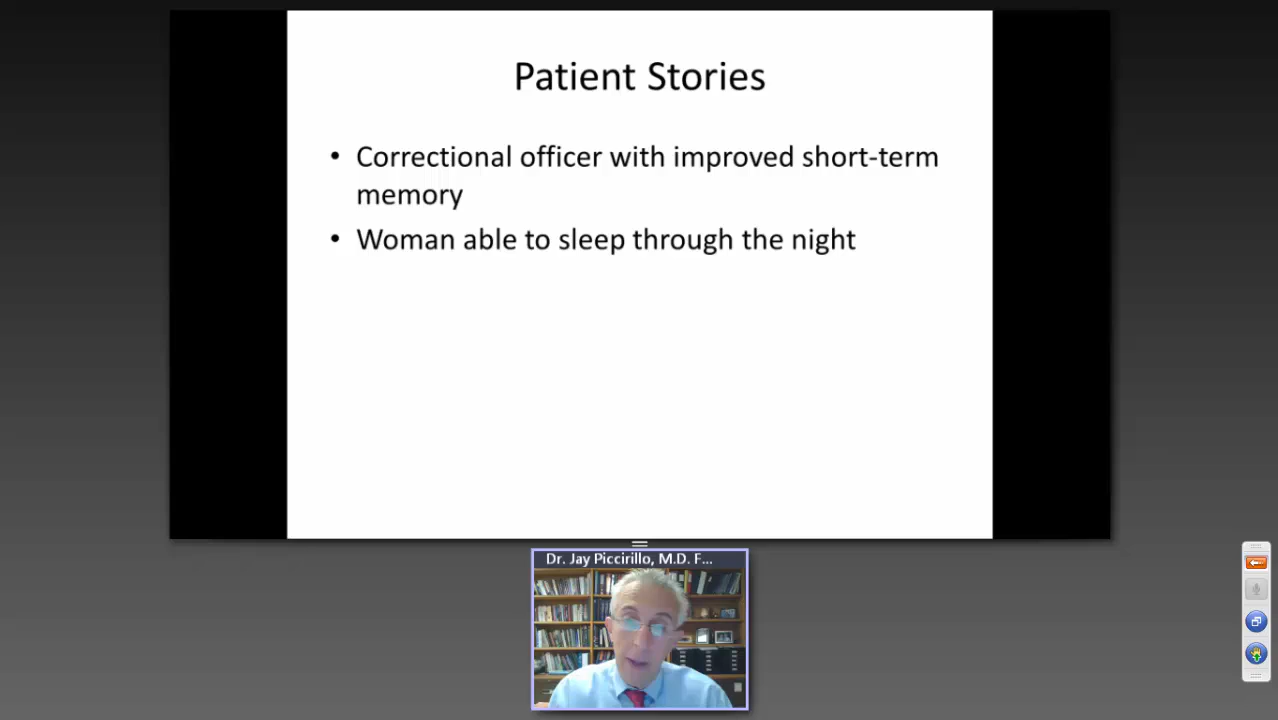 Patient Stories
• Correctional officer with improved short-term
memory
• Woman able to sleep through the night
Dr. Jay Piccirillo, M.D. F...